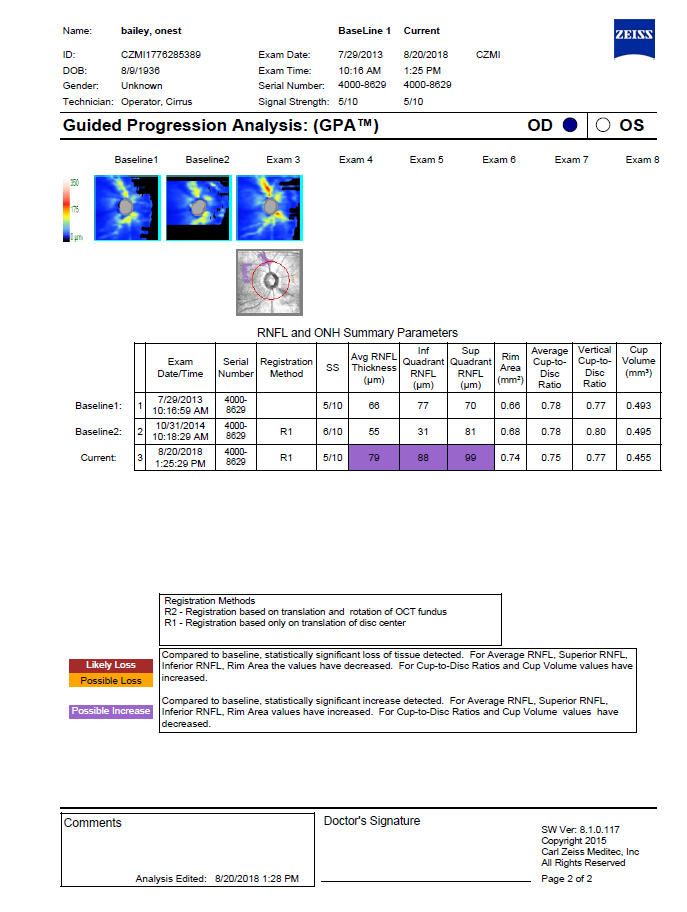 Name: bailey, onest BaseLine 1 Current
ZEISS
ID: CZMI1776285389 Exam Date: 7/29/2013 8/20/2018 CZMI
DOB: 8/9/1936 Exam Time: 10:16 AM 1:25 PM
Gender: Unknown Serial Number: 4000-8629 4000-8629
Technician: Operator, Cirrus Signal Strength: 5/10 5/10
Guided Progression Analysis: (GPA™) OD OS
Baseline1 Baseline2 Exam 3 Exam 4 Exam 5 Exam 6 Exam 7 Exam 8
350
175
0 µm
RNFL and ONH Summary Parameters
Exam Date/Time Serial Number Registration Method SS Avg RNFL Thickness (µm) Inf Quadrant RNFL (µm) Sup Quadrant RNFL (µm) Rim Area (mm²) Average Cup-to-Disc Ratio Vertical Cup-to-Disc Ratio Cup Volume (mm³)
Baseline1: 1 7/29/2013 10:16:59 AM 4000-8629 5/10 66 77 70 0.66 0.78 0.77 0.493
Baseline2: 2 10/31/2014 10:18:29 AM 4000-8629 R1 6/10 55 31 81 0.68 0.78 0.80 0.495
Current: 3 8/20/2018 1:25:29 PM 4000-8629 R1 5/10 79 88 99 0.74 0.75 0.77 0.455
Registration Methods
R2 - Registration based on translation and rotation of OCT fundus
R1 - Registration based only on translation of disc center
Likely Loss
Possible Loss
Compared to baseline, statistically significant loss of tissue detected. For Average RNFL, Superior RNFL,
Inferior RNFL, Rim Area the values have decreased. For Cup-to-Disc Ratios and Cup Volume values have
increased.
Possible Increase
Compared to baseline, statistically significant increase detected. For Average RNFL, Superior RNFL,
Inferior RNFL, Rim Area values have increased. For Cup-to-Disc Ratios and Cup Volume values have
decreased.
Comments
Analysis Edited: 8/20/2018 1:28 PM
Doctor's Signature
SW Ver: 8.1.0.117
Copyright 2015
Carl Zeiss Meditec, Inc
All Rights Reserved
Page 2 of 2